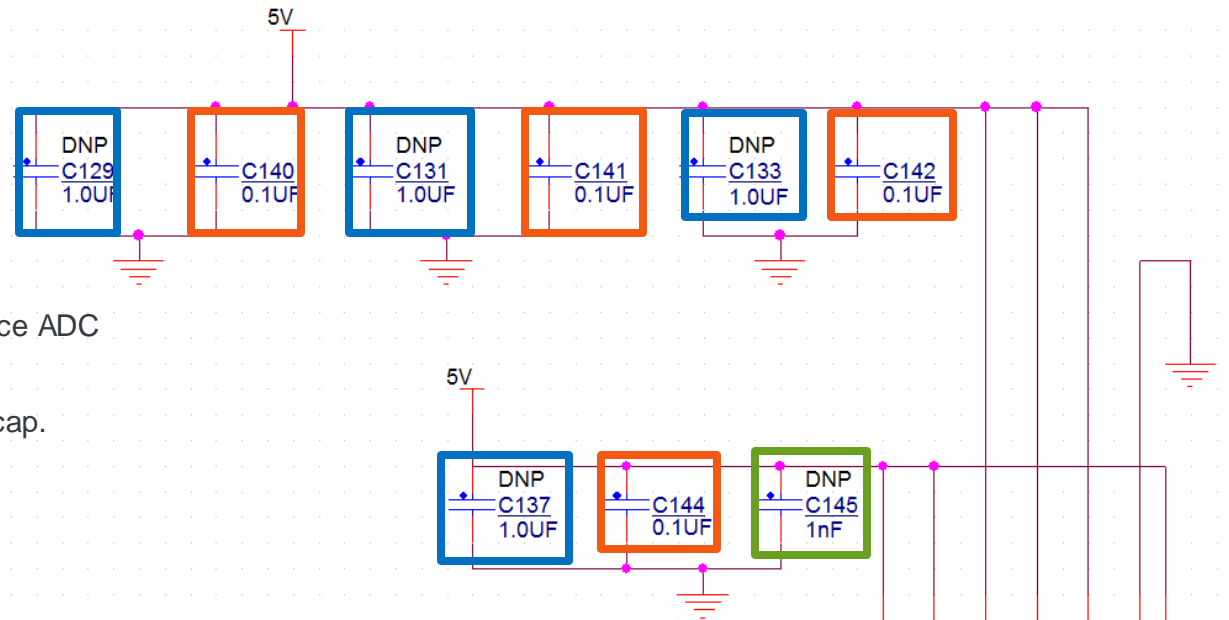 5V
DNP
C129
1.0UF
C140
0.1UF
DNP
C131
1.0UF
C141
0.1UF
DNP
C133
1.0UF
C142
0.1UF
ce ADC
cap.
5V
DNP
C137
1.0UF
C144
0.1UF
DNP
C145
1nF